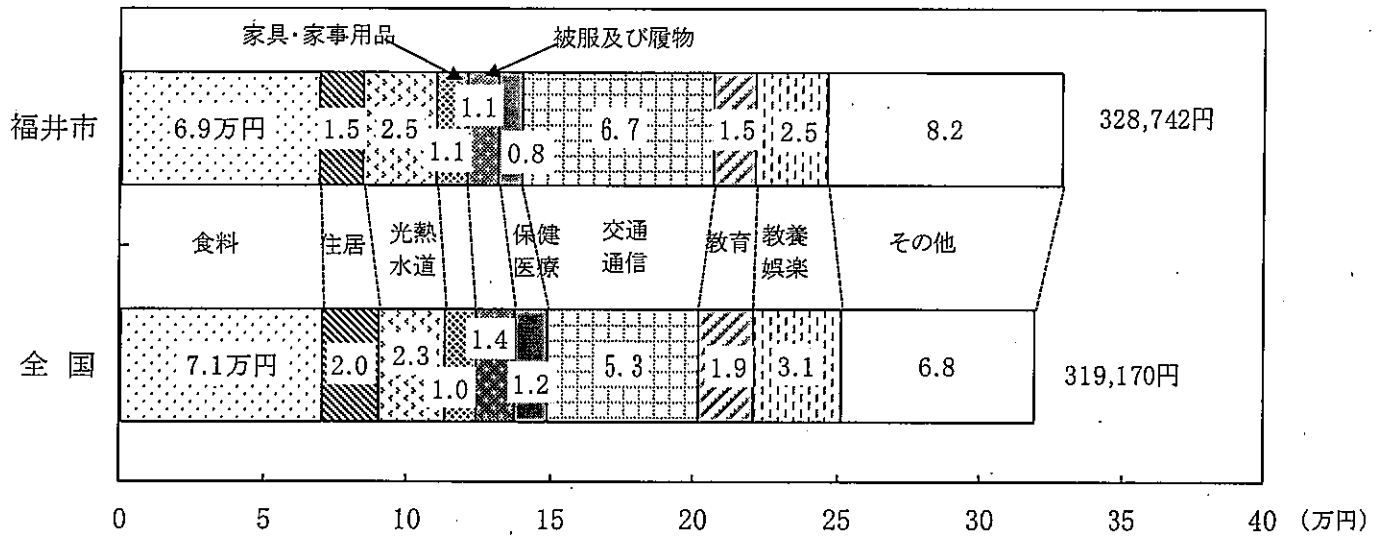 家具・家事用品 被服及び履物
福井市 6.9万円 1.5 2.5 1.1 1.1 0.8 6.7 1.5 2.5 8.2 328,742円
食料 住居 光熱水道 保健医療 交通通信 教育 教養娯楽 その他
全国 7.1万円 2.0 2.3 1.0 1.4 1.2 5.3 1.9 3.1 6.8 319,170円
0 5 10 15 20 25 30 35 40 (万円)